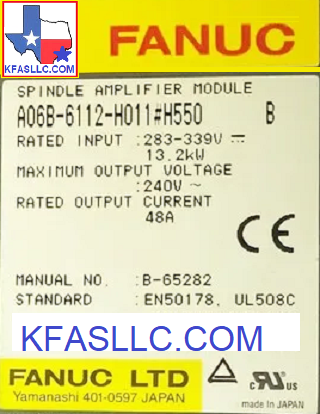 KFASLLC.COM
FANUC
SPINDLE AMPLIFIER MODULE
A06B-6112-H011#H550 B
RATED INPUT :283-339V ⎓
13.2kW
MAXIMUM OUTPUT VOLTAGE
:240V ~
RATED OUTPUT CURRENT
48A
CE
MANUAL NO. :B-65282
STANDARD :EN50178, UL508C
KFASLLC.COM
FANUC LTD
Yamanashi 401-0597 JAPAN
c RU us
made in JAPAN